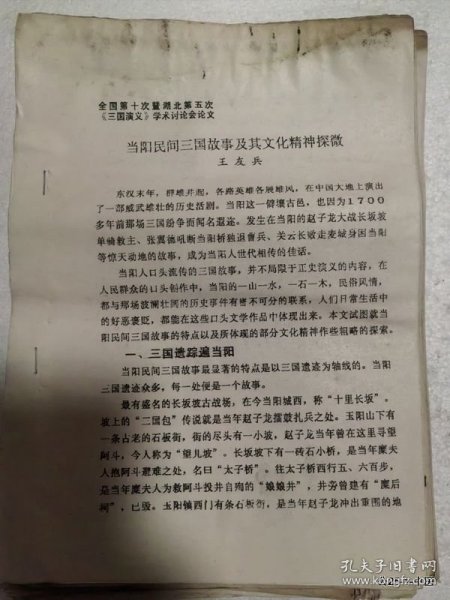 全国第十次暨湖北第五次
《三国演义》学术讨论会论文
当阳民间三国故事及其文化精神探微
王友兵
东汉末年，群雄并起，各路英雄各展雄风，在中国大地上演出
了一部威武雄壮的历史活剧。当阳这一僻壤古邑，也因为1700
多年前那场三国纷争而闻名遐迩。发生在当阳的赵子龙大战长坂坡
单骑救主、张翼德吼断当阳桥独退曹兵、关云长败走麦城身困当阳
等惊天动地的故事，成为当阳人世代相传的佳话。
当阳人口头流传的三国故事，并不局限于正史演义的内容，在
人民群众的口头创作中，当阳的一山一水，一石一木，民俗风情，
都与那场波澜壮阔的历史事件有密不可分的联系，人们日常生活中
的好恶褒贬，都能在这些口头文学作品中体现出来。本文试图就当
阳民间三国故事的特点以及所体现的部分文化精神作些粗略的探索。
一、三国遗踪遍当阳
当阳民间三国故事最显著的特点是以三国遗迹为轴线的。当阳
三国遗迹众多，每一处便是一个故事。
最有盛名的长坂坡古战场，在今当阳城西，称“十里长坂”。
坡上的“二国包”传说就是当年赵子龙擂鼓扎兵之处。玉阳山下有
一条古老的石板街，街的尽头有一小坡，赵子龙当年曾在这里寻望
阿斗，今人称为“望儿坡”。长坂坡下有一砖石小桥，是当年糜夫
人抱阿斗避难之处，名曰“太子桥”。往太子桥西行五、六百步，
是当年糜夫人为救阿斗投井自殉的“娘娘井”，井旁曾建有“糜后
祠”，已毁。玉阳镇西门有条石板街，是当年赵子龙冲出重围的地
孔夫子旧书网